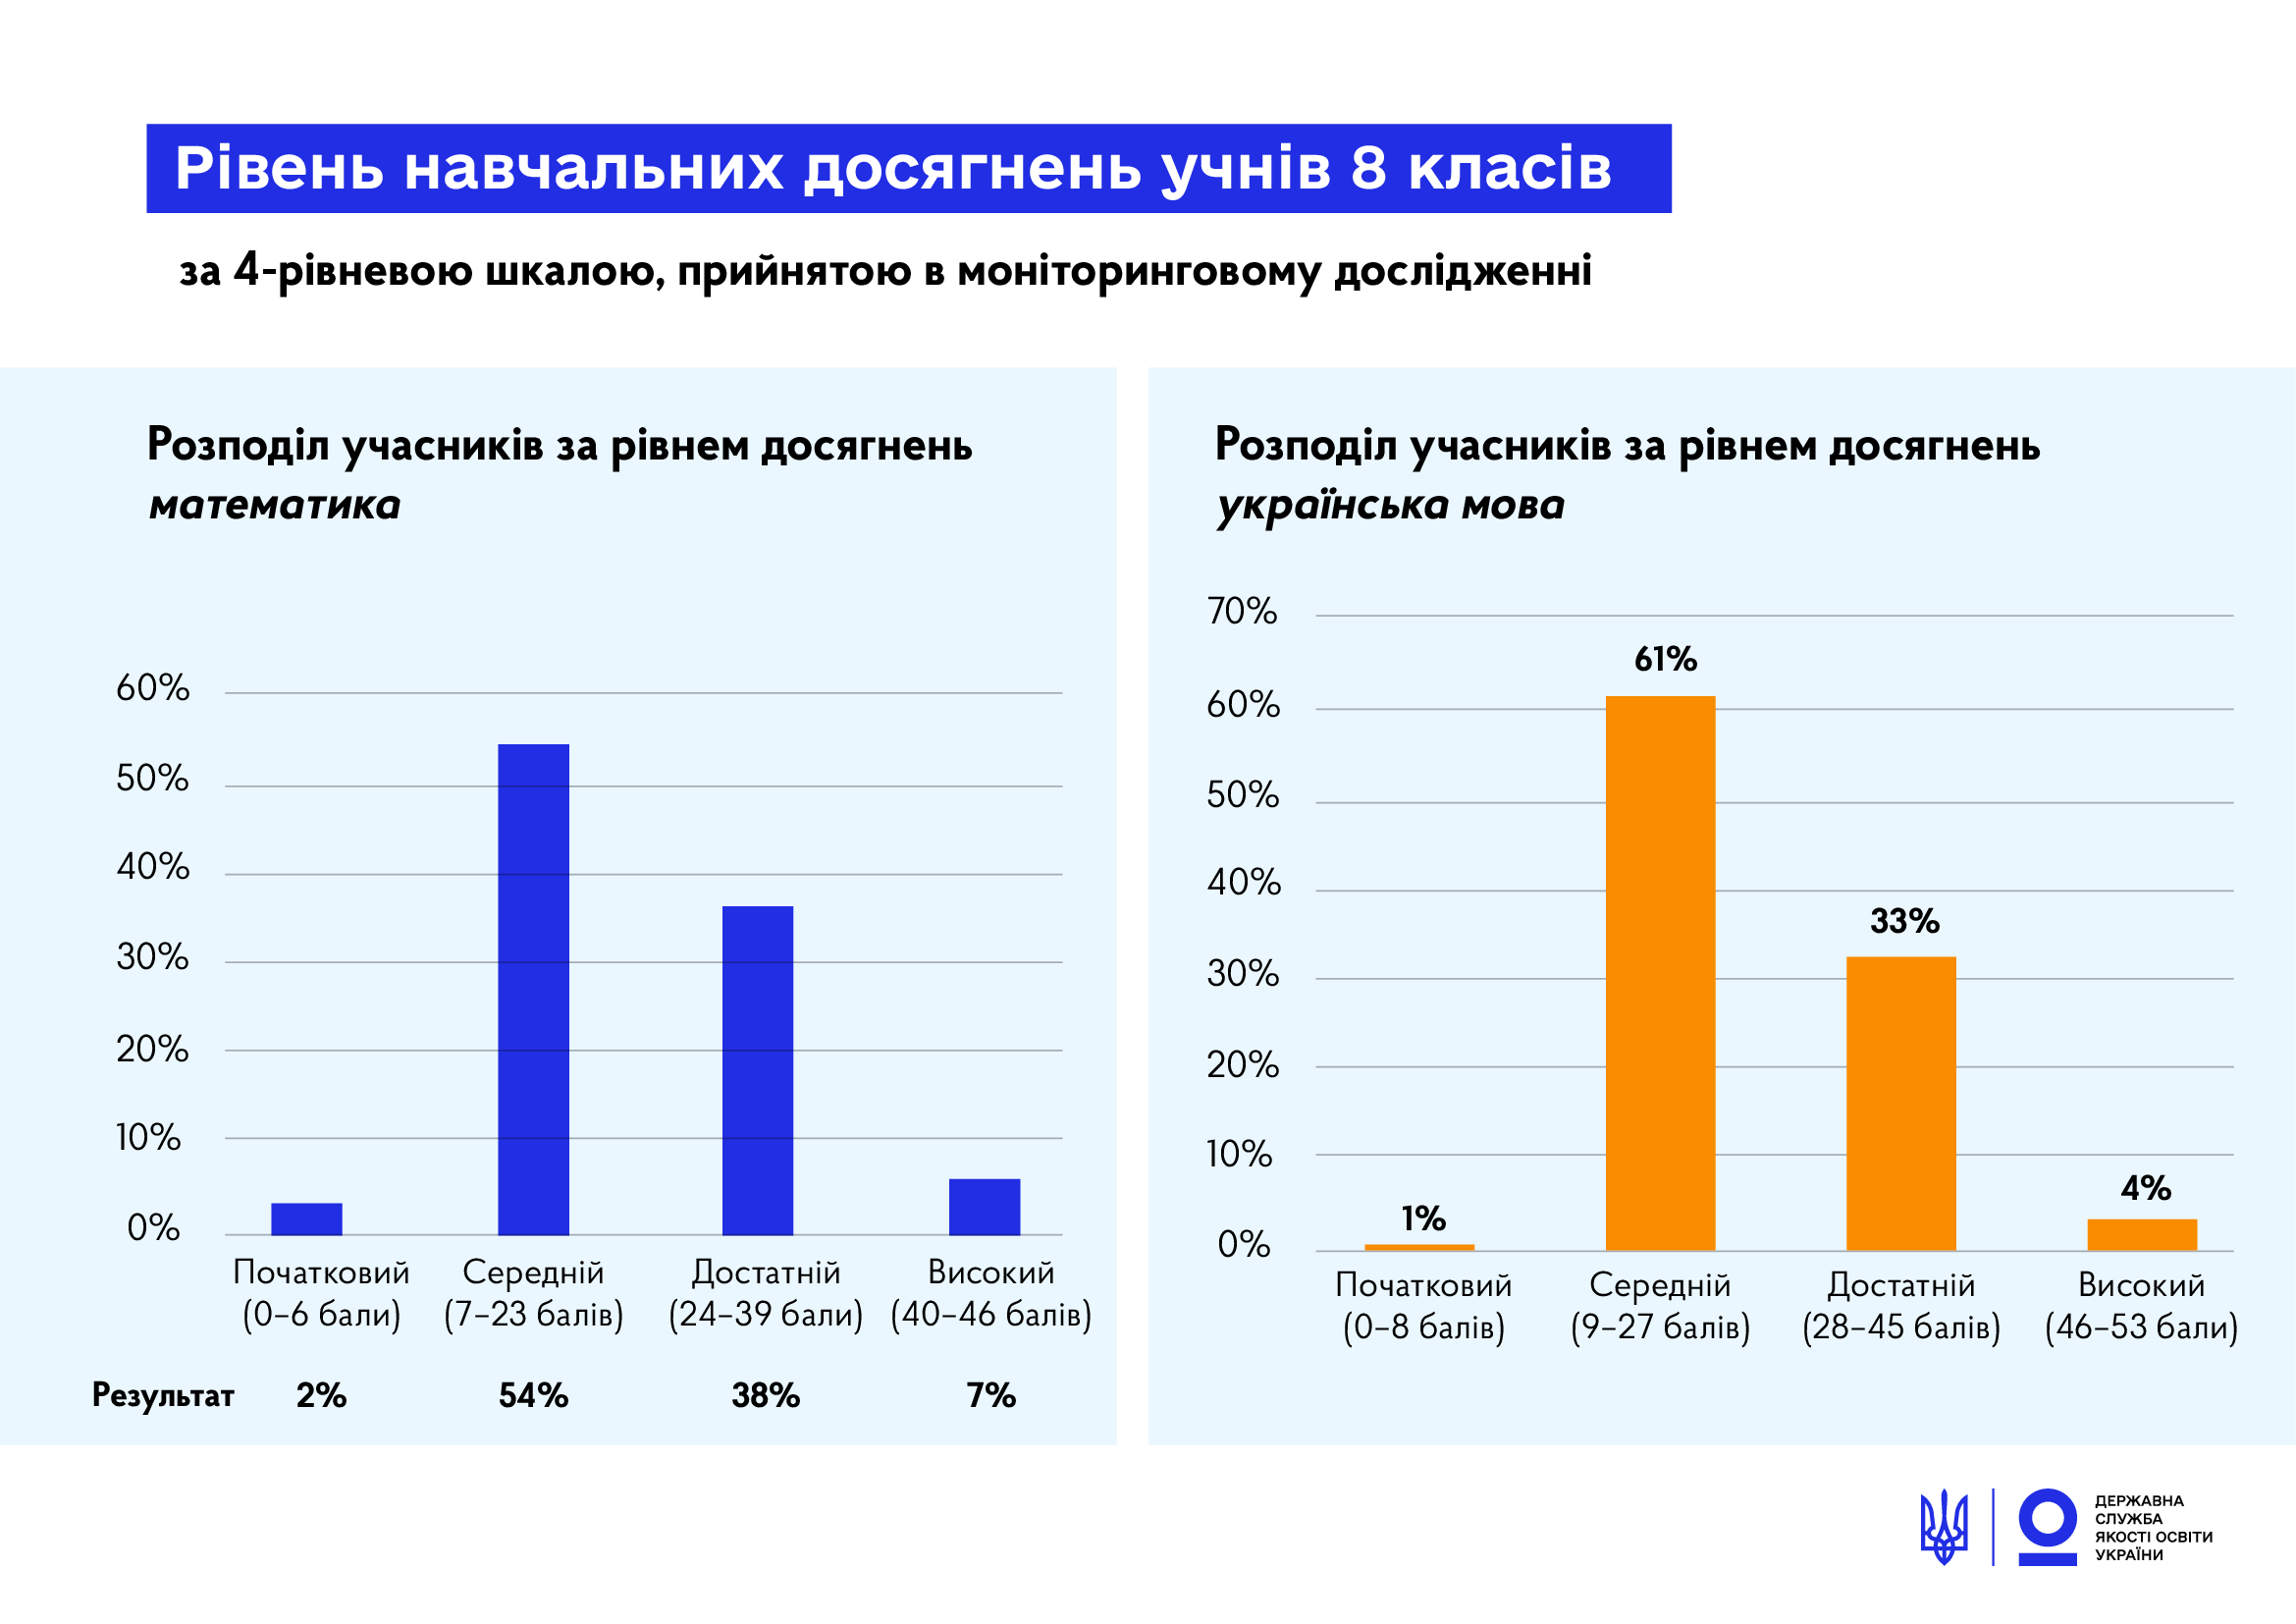 Рівень навчальних досягнень учнів 8 класів
за 4-рівневою шкалою, прийнятою в моніторинговому дослідженні
Розподіл учасників за рівнем досягнень
математика
60%
50%
40%
30%
20%
10%
0%
Початковий Середній Достатній Високий
(0–6 бали) (7–23 балів) (24–39 бали) (40–46 балів)
Результат 2% 54% 38% 7%
Розподіл учасників за рівнем досягнень
українська мова
70%
61%
60%
50%
40%
33%
30%
20%
10%
4%
1%
0%
Початковий Середній Достатній Високий
(0–8 балів) (9–27 балів) (28–45 балів) (46–53 бали)
ДЕРЖАВНА
СЛУЖБА
ЯКОСТІ ОСВІТИ
УКРАЇНИ